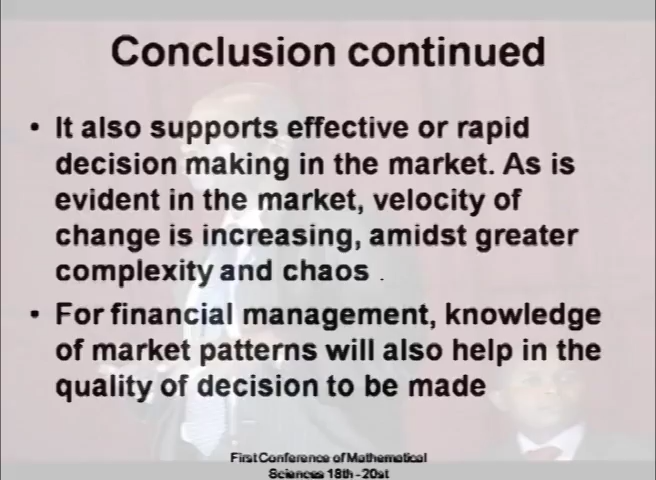 Conclusion continued
• It also supports effective or rapid
decision making in the market. As is
evident in the market, velocity of
change is increasing, amidst greater
complexity and chaos .
• For financial management, knowledge
of market patterns will also help in the
quality of decision to be made
First Conference of Mathematical
Sciences 18th - 20st